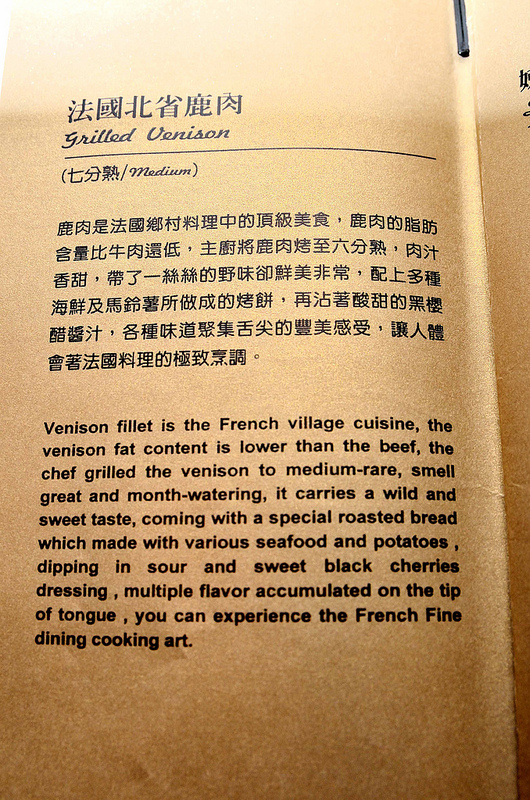 法國北省鹿肉
Grilled Venison
(七分熟/Medium)
鹿肉是法國鄉村料理中的頂級美食，鹿肉的脂肪
含量比牛肉還低，主廚將鹿肉烤至六分熟，肉汁
香甜，帶了一絲絲的野味卻鮮美非常，配上多種
海鮮及馬鈴薯所做成的烤餅，再沾著酸甜的黑櫻
醋醬汁，各種味道聚集舌尖的豐美感受，讓人體
會著法國料理的極致烹調。
Venison fillet is the French village cuisine, the
venison fat content is lower than the beef, the
chef grilled the venison to medium-rare, smell
great and month-watering, it carries a wild and
sweet taste, coming with a special roasted bread
which made with various seafood and potatoes ,
dipping in sour and sweet black cherries
dressing , multiple flavor accumulated on the tip
of tongue , you can experience the French Fine
dining cooking art.